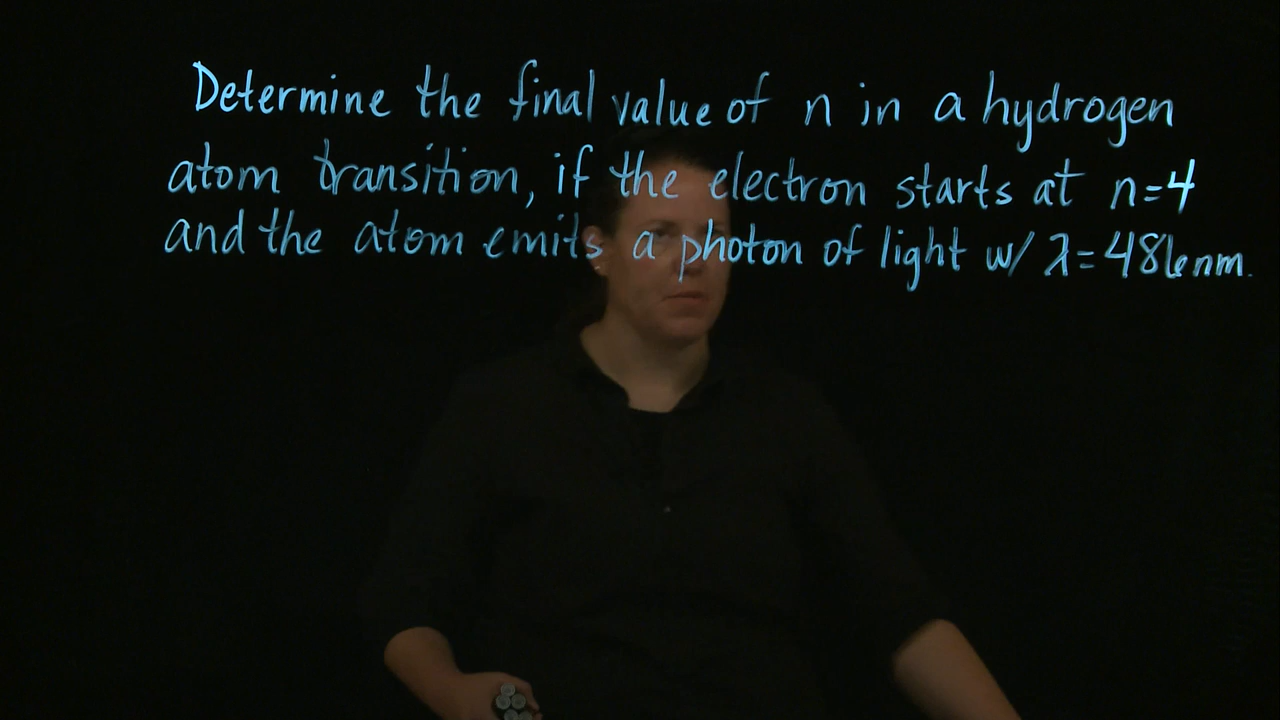 Determine the final value of n in a hydrogen
atom transition, if the electron starts at n=4
and the atom emits a photon of light w/ λ=486nm.